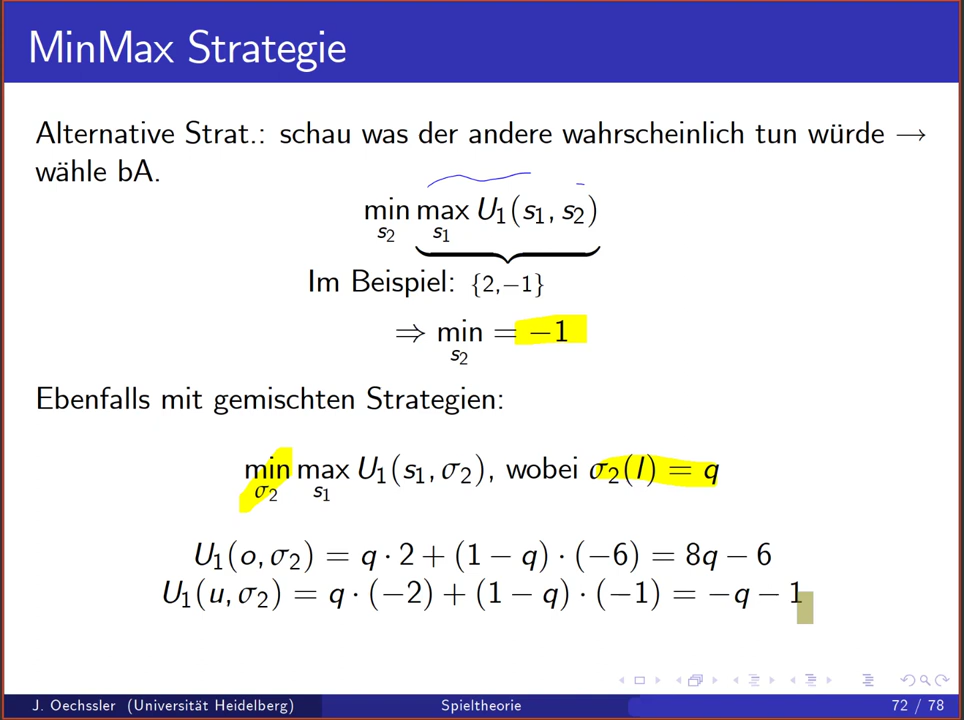 MinMax Strategie
Alternative Strat.: schau was der andere wahrscheinlich tun würde →
wähle bA.
min max U₁(s₁, s₂)
s₂ s₁
Im Beispiel: {2,−1}
⇒ min = −1
s₂
Ebenfalls mit gemischten Strategien:
min max U₁(s₁, σ₂), wobei σ₂(l) = q
σ₂ s₁
U₁(o, σ₂) = q · 2 + (1 − q) · (−6) = 8q − 6
U₁(u, σ₂) = q · (−2) + (1 − q) · (−1) = −q − 1
J. Oechssler (Universität Heidelberg) Spieltheorie 72 / 78